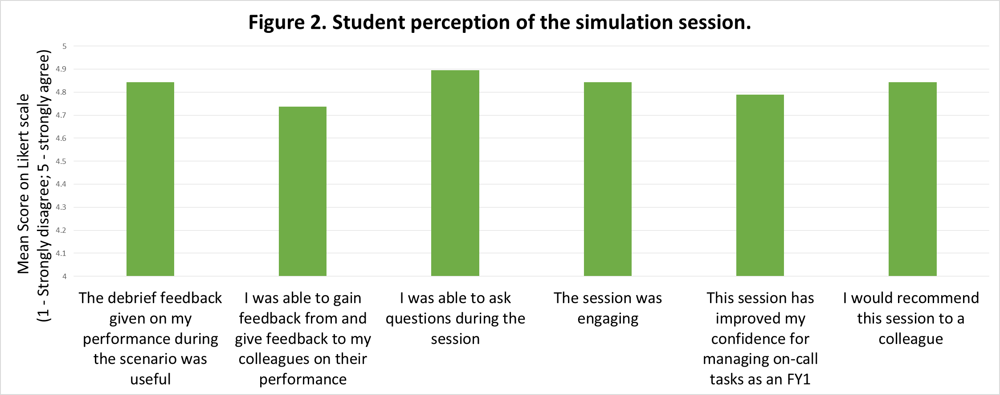 Figure 2. Student perception of the simulation session.
Mean Score on Likert scale
(1 - Strongly disagree; 5 - strongly agree)
5
4.9
4.8
4.7
4.6
4.5
4.4
4.3
4.2
4.1
4
The debrief feedback
given on my
performance during
the scenario was
useful
I was able to gain
feedback from and
give feedback to my
colleagues on their
performance
I was able to ask
questions during the
session
The session was
engaging
This session has
improved my
confidence for
managing on-call
tasks as an FY1
I would recommend
this session to a
colleague